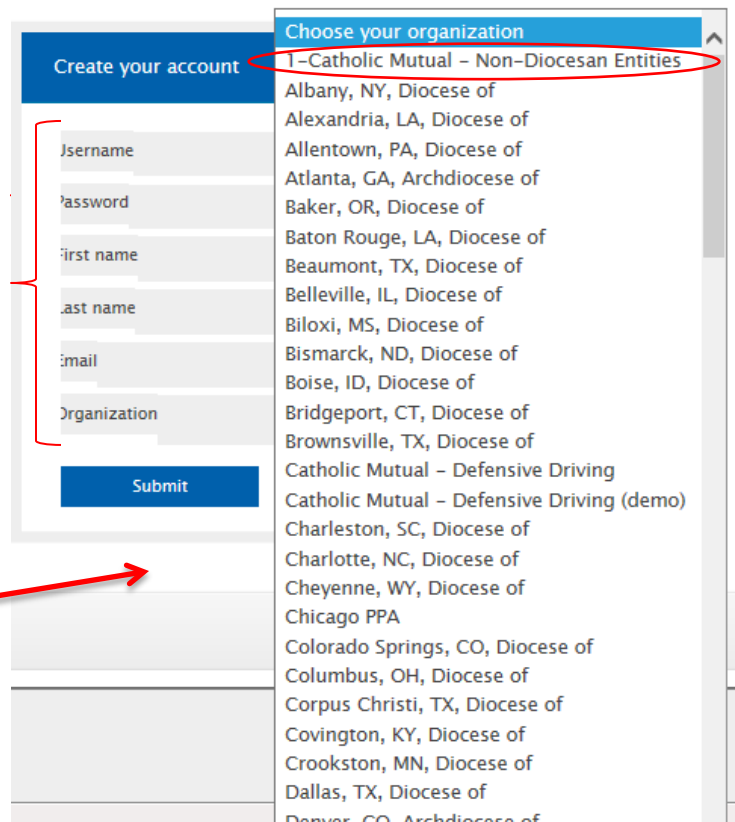 Create your account
Username
Password
First name
Last name
Email
Organization
Submit
Choose your organization
1-Catholic Mutual - Non-Diocesan Entities
Albany, NY, Diocese of
Alexandria, LA, Diocese of
Allentown, PA, Diocese of
Atlanta, GA, Archdiocese of
Baker, OR, Diocese of
Baton Rouge, LA, Diocese of
Beaumont, TX, Diocese of
Belleville, IL, Diocese of
Biloxi, MS, Diocese of
Bismarck, ND, Diocese of
Boise, ID, Diocese of
Bridgeport, CT, Diocese of
Brownsville, TX, Diocese of
Catholic Mutual - Defensive Driving
Catholic Mutual - Defensive Driving (demo)
Charleston, SC, Diocese of
Charlotte, NC, Diocese of
Cheyenne, WY, Diocese of
Chicago PPA
Colorado Springs, CO, Diocese of
Columbus, OH, Diocese of
Corpus Christi, TX, Diocese of
Covington, KY, Diocese of
Crookston, MN, Diocese of
Dallas, TX, Diocese of
Denver, CO, Archdiocese of